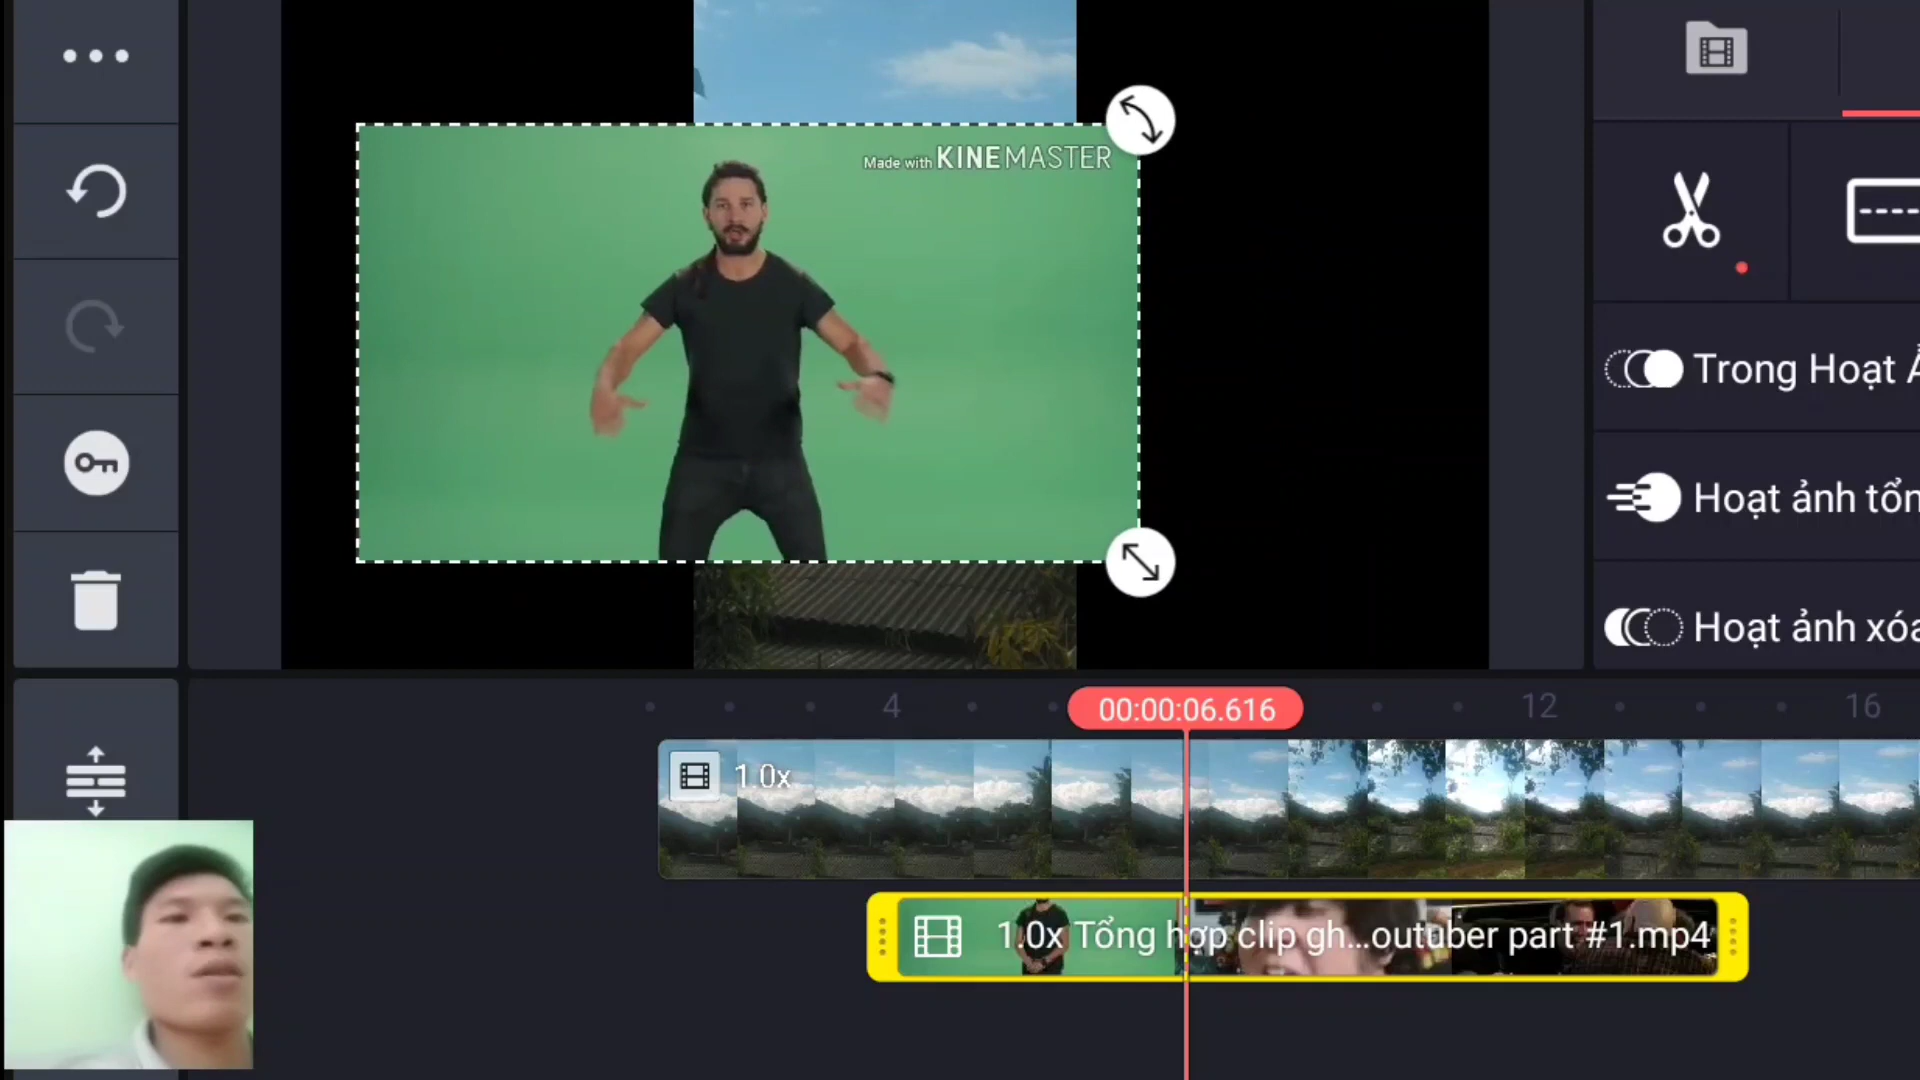 Made with KINEMASTER
Trong Hoạt Ả
Hoạt ảnh tổn
Hoạt ảnh xóa
4
00:00:06.616
12
16
1.0x
1.0x Tổng hợp clip gh...outuber part #1.mp4